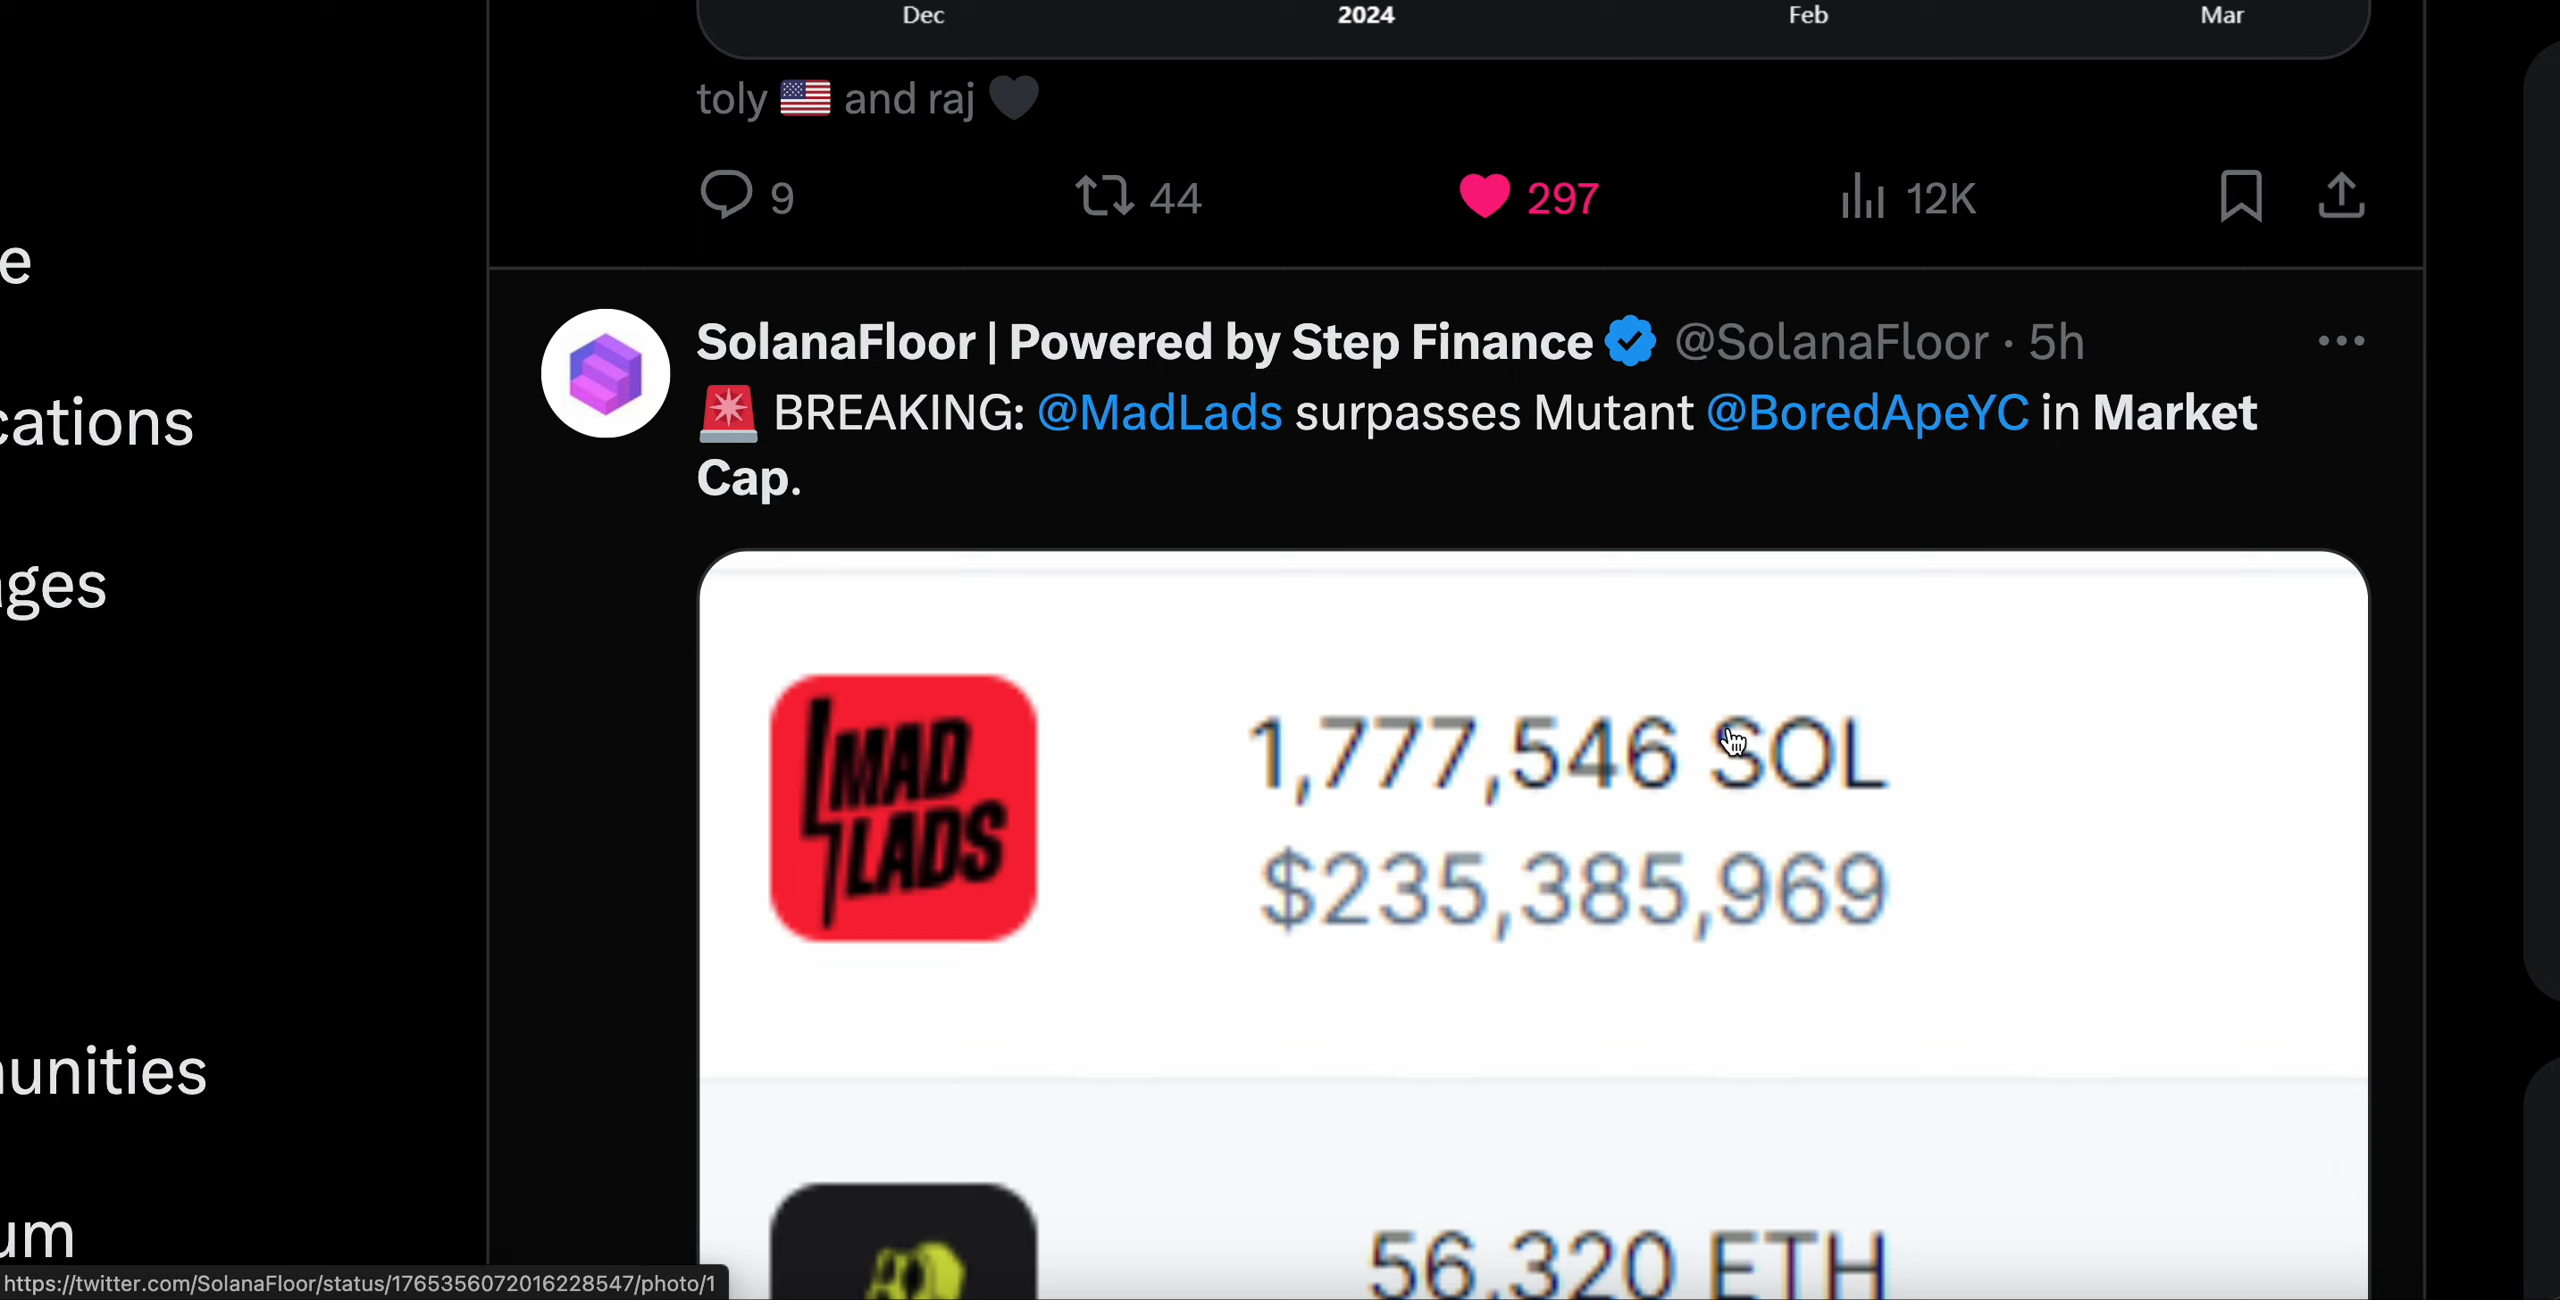 Dec 2024 Feb Mar
toly 🇺🇸 and raj 🖤
9 44 297 12K
e
cations
ages
unities
um
SolanaFloor | Powered by Step Finance @SolanaFloor · 5h
🚨 BREAKING: @MadLads surpasses Mutant @BoredApeYC in Market
Cap.
MAD
LADS
1,777,546 SOL
$235,385,969
56,320 ETH
https://twitter.com/SolanaFloor/status/1765356072016228547/photo/1